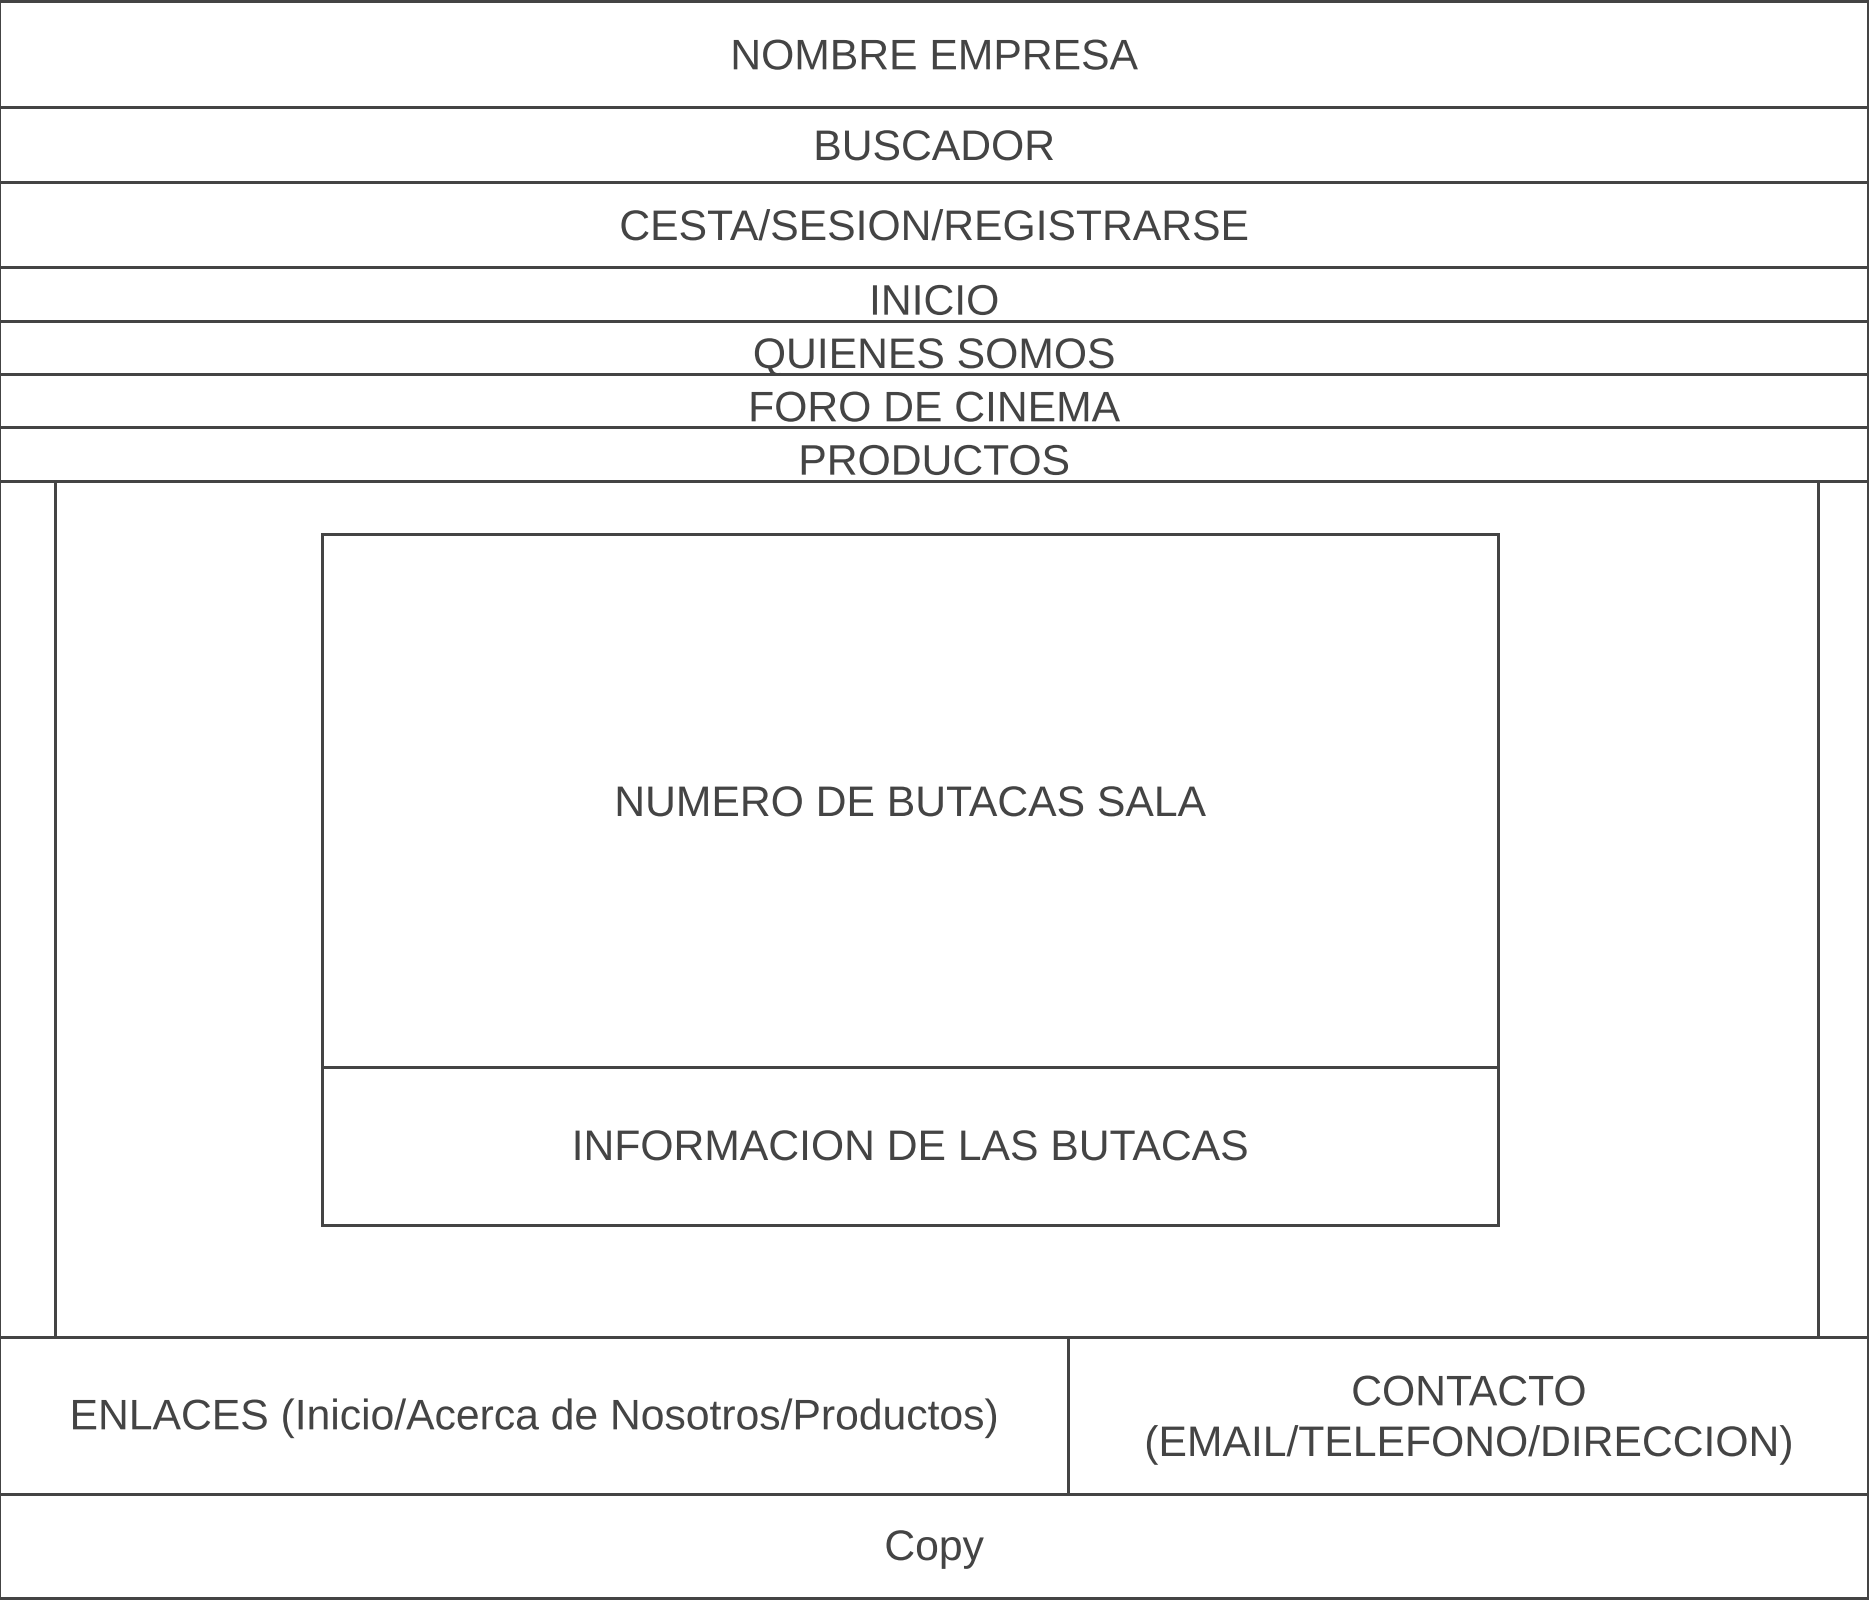 NOMBRE EMPRESA
BUSCADOR
CESTA/SESION/REGISTRARSE
INICIO
QUIENES SOMOS
FORO DE CINEMA
PRODUCTOS
NUMERO DE BUTACAS SALA
INFORMACION DE LAS BUTACAS
ENLACES (Inicio/Acerca de Nosotros/Productos)
CONTACTO
(EMAIL/TELEFONO/DIRECCION)
Copy